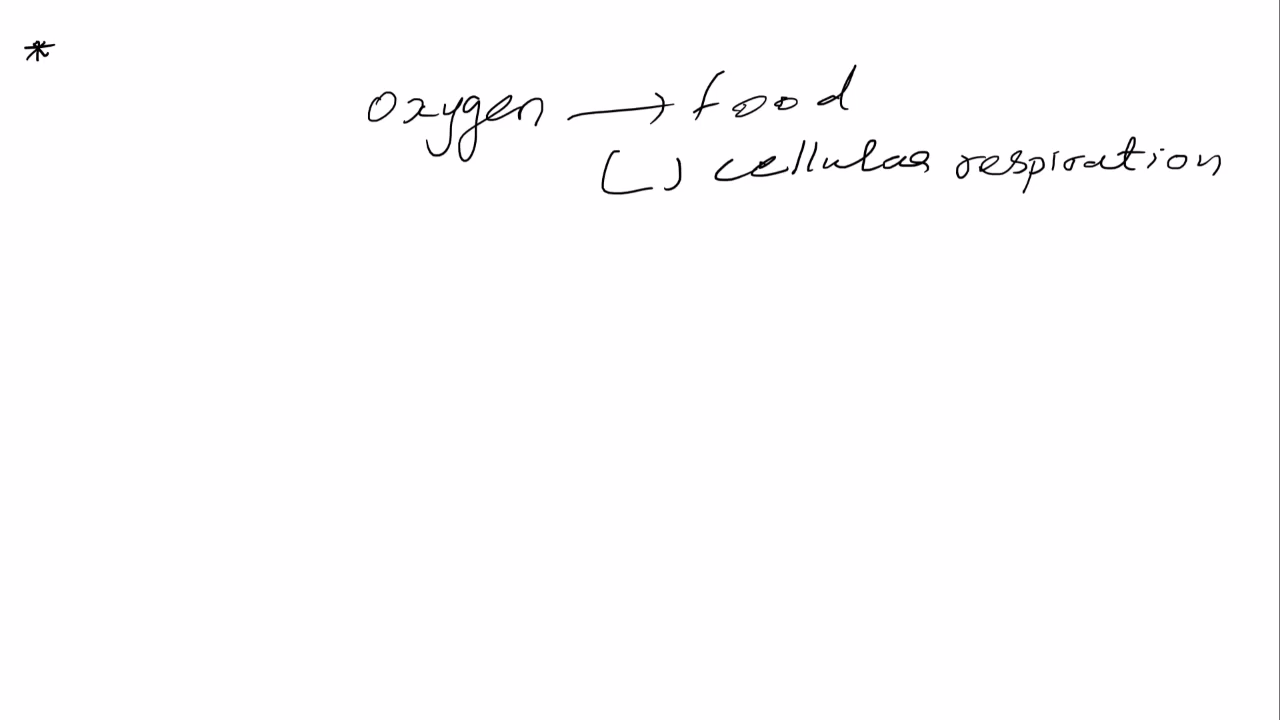 *
oxygen → food
() cellular respiration